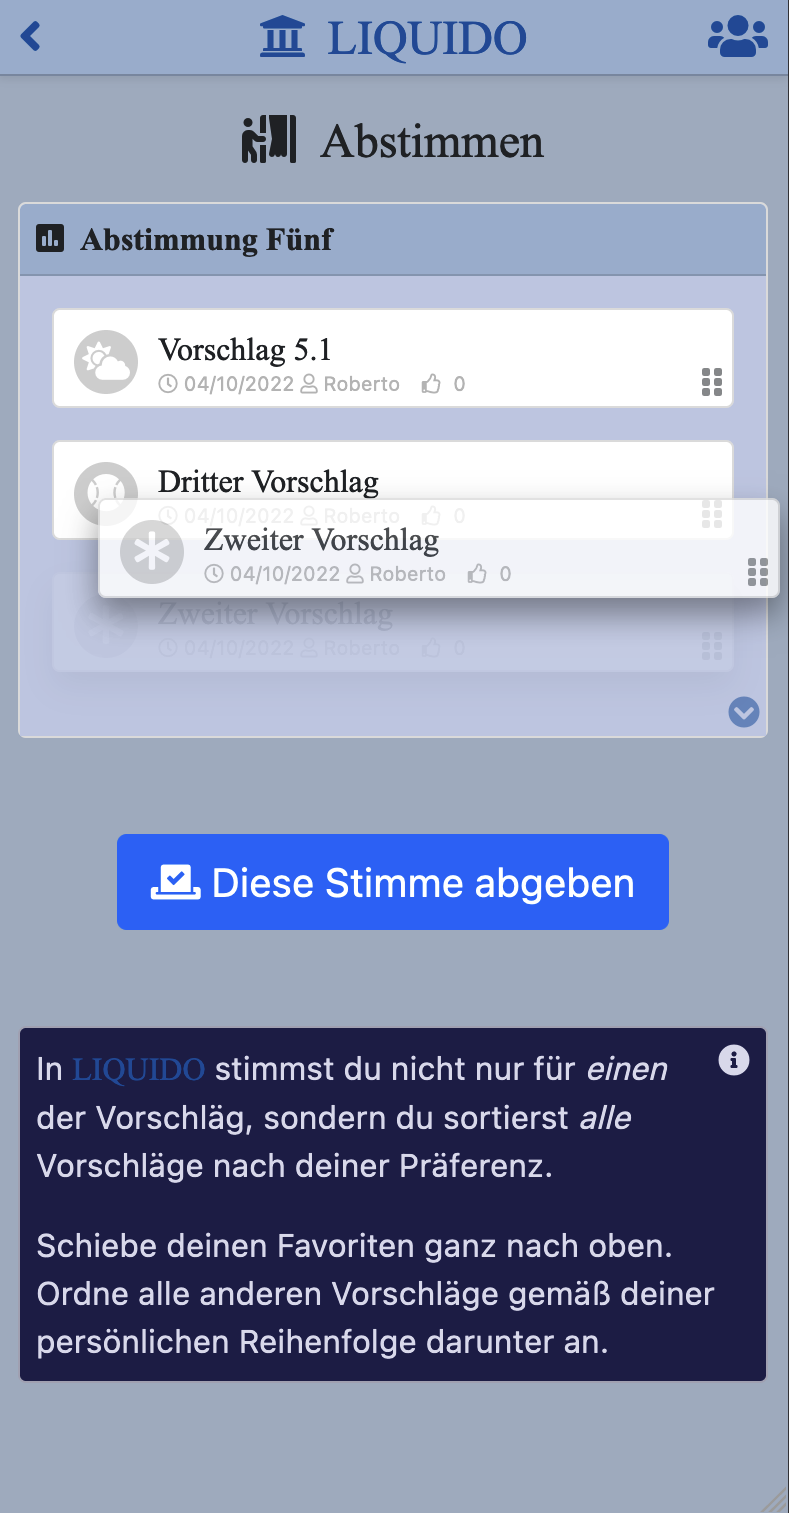 LIQUIDO
Abstimmen
Abstimmung Fünf
Vorschlag 5.1
04/10/2022 Roberto 0
Dritter Vorschlag
04/10/2022 Roberto 0
Zweiter Vorschlag
04/10/2022 Roberto 0
Zweiter Vorschlag
04/10/2022 Roberto 0
Diese Stimme abgeben
In LIQUIDO stimmst du nicht nur für einen
der Vorschläg, sondern du sortierst alle
Vorschläge nach deiner Präferenz.
Schiebe deinen Favoriten ganz nach oben.
Ordne alle anderen Vorschläge gemäß deiner
persönlichen Reihenfolge darunter an.